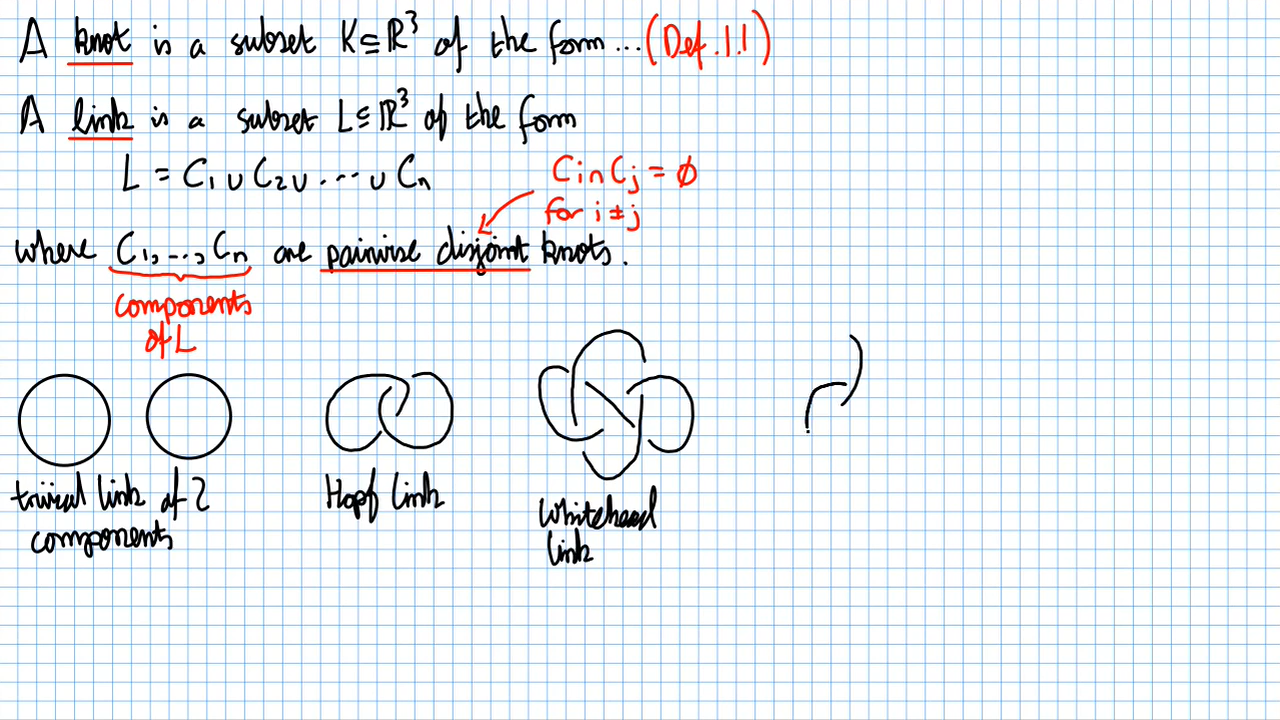 A knot is a subset K⊆ℝ³ of the form ... (Def. 1.1)
A link is a subset L⊆ℝ³ of the form
L = C₁ ∪ C₂ ∪ ... ∪ Cₙ
Cᵢ∩Cⱼ = ∅
for i≠j
where C₁, ..., Cₙ are pairwise disjoint knots.
components
of L
trivial link of 2
components
Hopf link
Whitehead
link